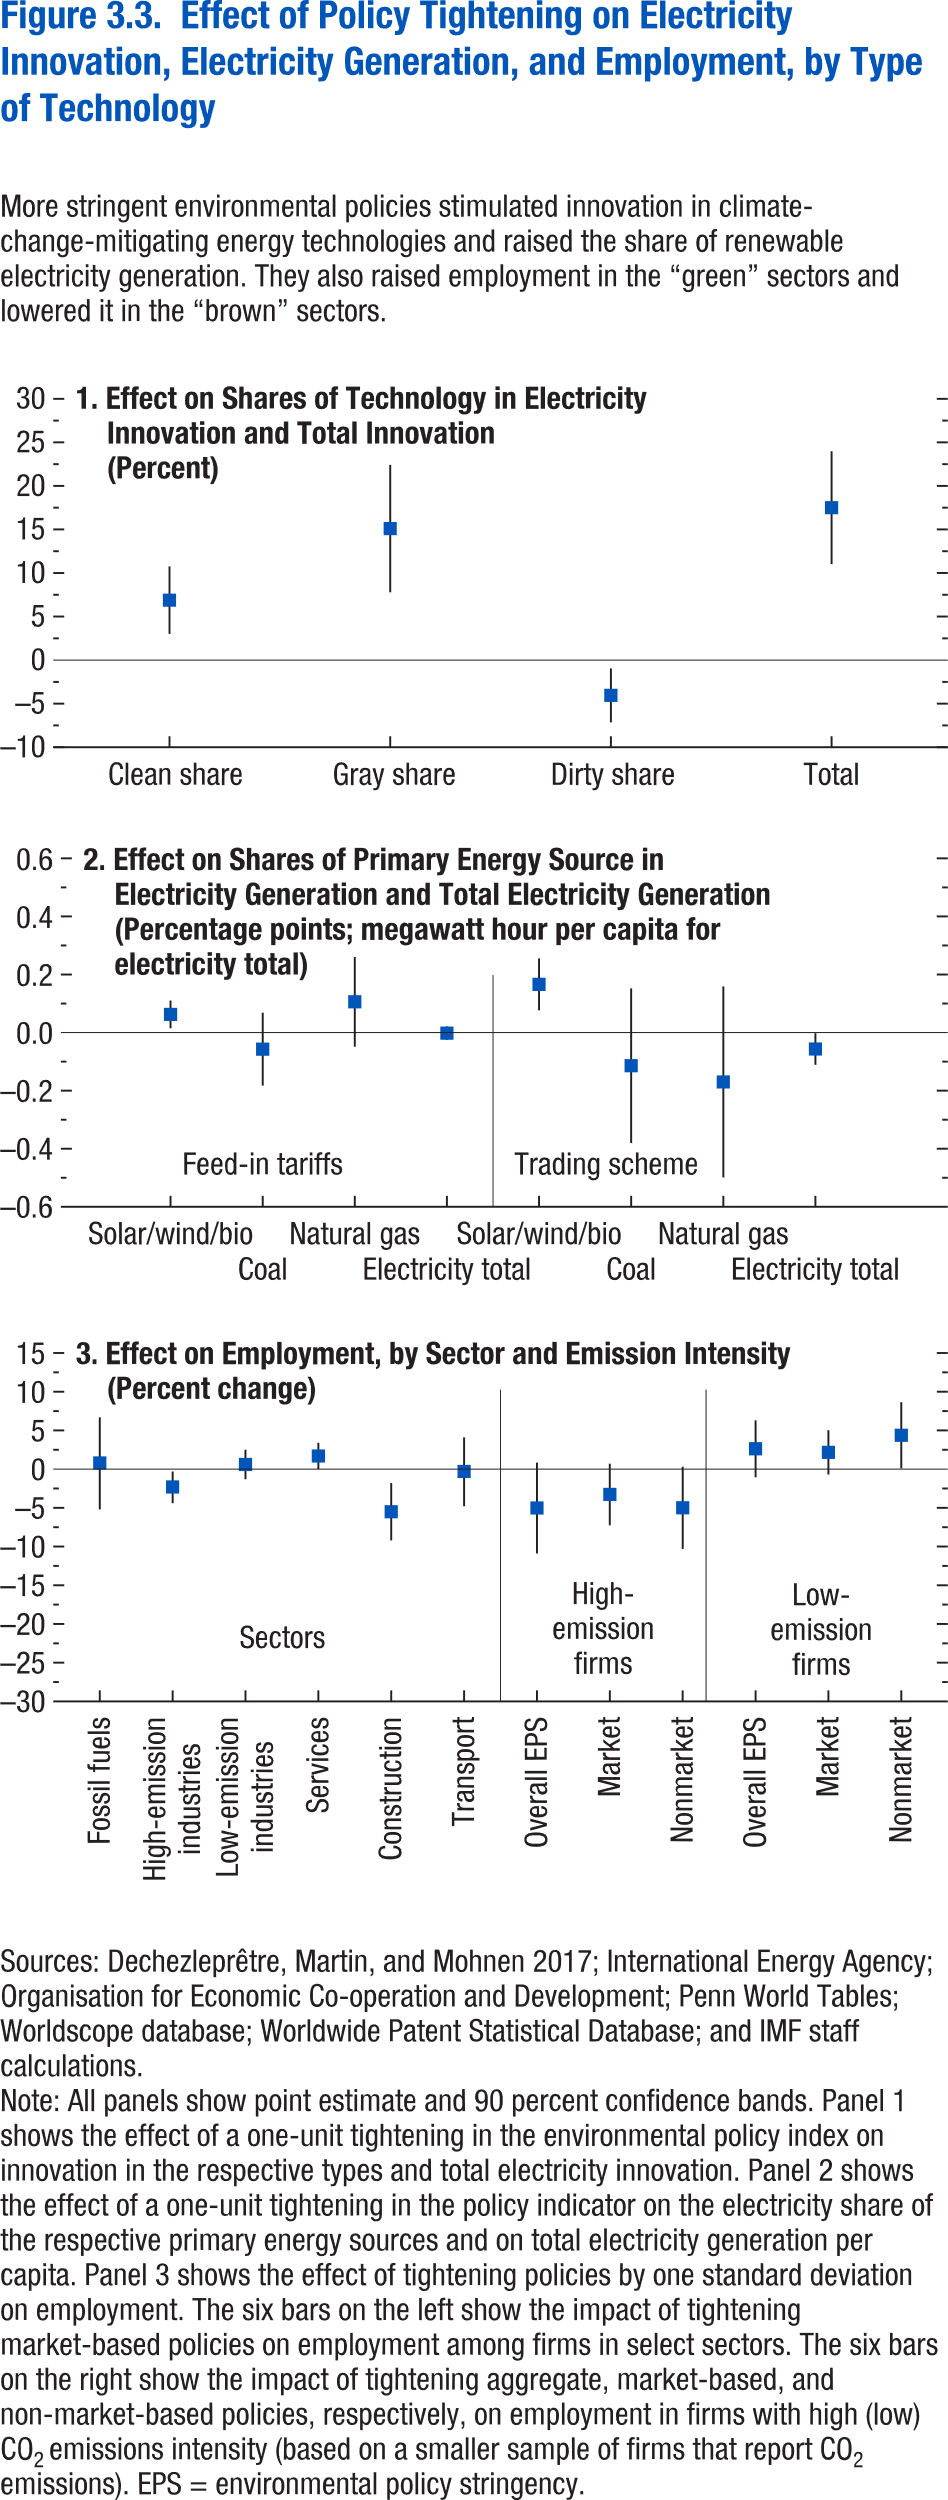 Figure 3.3.  Effect of Policy Tightening on Electricity
Innovation, Electricity Generation, and Employment, by Type
of Technology
More stringent environmental policies stimulated innovation in climate-
change-mitigating energy technologies and raised the share of renewable
electricity generation. They also raised employment in the “green” sectors and
lowered it in the “brown” sectors.
1. Effect on Shares of Technology in Electricity
Innovation and Total Innovation
(Percent)
30
25
20
15
10
5
0
–5
–10
Clean share
Gray share
Dirty share
Total
2. Effect on Shares of Primary Energy Source in
Electricity Generation and Total Electricity Generation
(Percentage points; megawatt hour per capita for
electricity total)
0.6
0.4
0.2
0.0
–0.2
–0.4
–0.6
Feed-in tariffs
Trading scheme
Solar/wind/bio
Coal
Natural gas
Electricity total
Solar/wind/bio
Coal
Natural gas
Electricity total
3. Effect on Employment, by Sector and Emission Intensity
(Percent change)
15
10
5
0
–5
–10
–15
–20
–25
–30
Sectors
High-
emission
firms
Low-
emission
firms
Fossil fuels
High-emission
industries
Low-emission
industries
Services
Construction
Transport
Overall EPS
Market
Nonmarket
Overall EPS
Market
Nonmarket
Sources: Dechezleprêtre, Martin, and Mohnen 2017; International Energy Agency;
Organisation for Economic Co-operation and Development; Penn World Tables;
Worldscope database; Worldwide Patent Statistical Database; and IMF staff
calculations.
Note: All panels show point estimate and 90 percent confidence bands. Panel 1
shows the effect of a one-unit tightening in the environmental policy index on
innovation in the respective types and total electricity innovation. Panel 2 shows
the effect of a one-unit tightening in the policy indicator on the electricity share of
the respective primary energy sources and on total electricity generation per
capita. Panel 3 shows the effect of tightening policies by one standard deviation
on employment. The six bars on the left show the impact of tightening
market-based policies on employment among firms in select sectors. The six bars
on the right show the impact of tightening aggregate, market-based, and
non-market-based policies, respectively, on employment in firms with high (low)
CO2 emissions intensity (based on a smaller sample of firms that report CO2
emissions). EPS = environmental policy stringency.